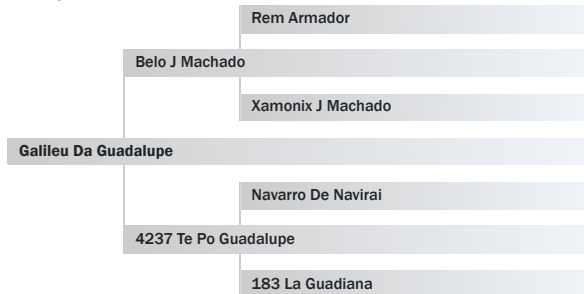 Rem Armador
Belo J Machado
Xamonix J Machado
Galileu Da Guadalupe
Navarro De Navirai
4237 Te Po Guadalupe
183 La Guadiana